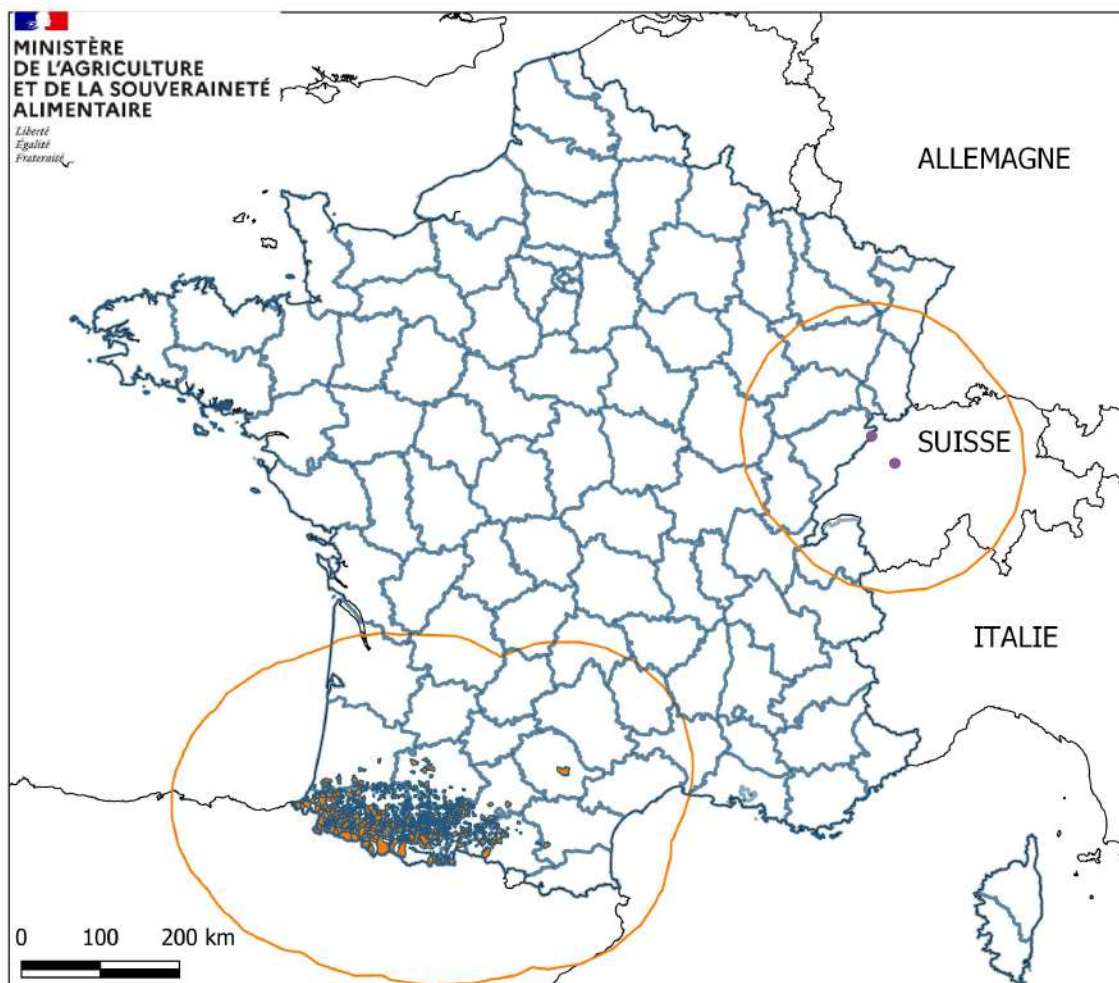 MINISTÈRE
DE L'AGRICULTURE
ET DE LA SOUVERAINETÉ
ALIMENTAIRE
Liberté
Égalité
Fraternité
ALLEMAGNE
SUISSE
ITALIE
0 100 200 km